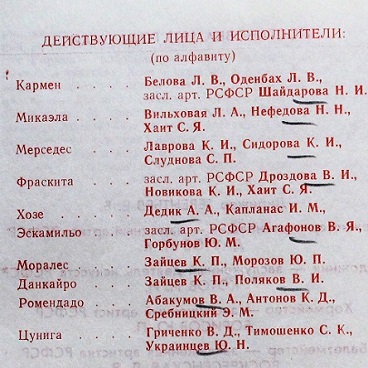 ДЕЙСТВУЮЩИЕ ЛИЦА И ИСПОЛНИТЕЛИ:
(по алфавиту)
Кармен . . . . Белова Л. В., Оденбах Л. В.,
засл. арт. РСФСР Шайдарова Н. И.
Микаэла . . . . Вильховая Л. А., Нефедова Н. Н.,
Хаит С. Я.
Мерседес . . . . Лаврова К. И., Сидорова К. И.,
Слуднова С. П.
Фраскита . . . . засл. арт. РСФСР Дроздова В. И.,
Новикова К. И., Хаит С. Я.
Хозе . . . . Дедик А. А., Капланас И. М.,
Эскамильо . . . . засл. арт. РСФСР Агафонов В. Я.,
Горбунов Ю. М.
Моралес . . . . Зайцев К. П., Морозов Ю. П.
Данкайро . . . . Зайцев К. П., Поляков В. И.
Ромендадо . . . . Абакумов В. А., Антонов К. Д.,
Сребницкий Э. М.
Цунига . . . . Гриченко В. Д., Тимошенко С. К.,
Украинцев Ю. Н.